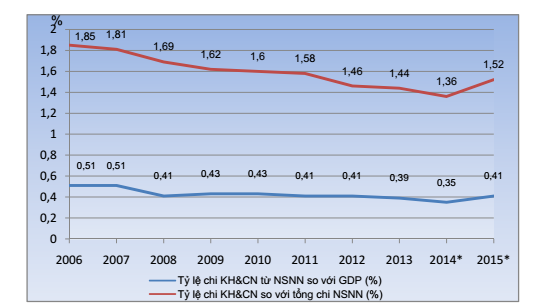 %
2
1,8
1,6
1,4
1,2
1
0,8
0,6
0,4
0,2
0
1,85 1,81 1,69 1,62 1,6 1,58 1,46 1,44 1,36 1,52
0,51 0,51 0,41 0,43 0,43 0,41 0,41 0,39 0,35 0,41
2006 2007 2008 2009 2010 2011 2012 2013 2014* 2015*
Tỷ lệ chi KH&CN từ NSNN so với GDP (%)
Tỷ lệ chi KH&CN so với tổng chi NSNN (%)